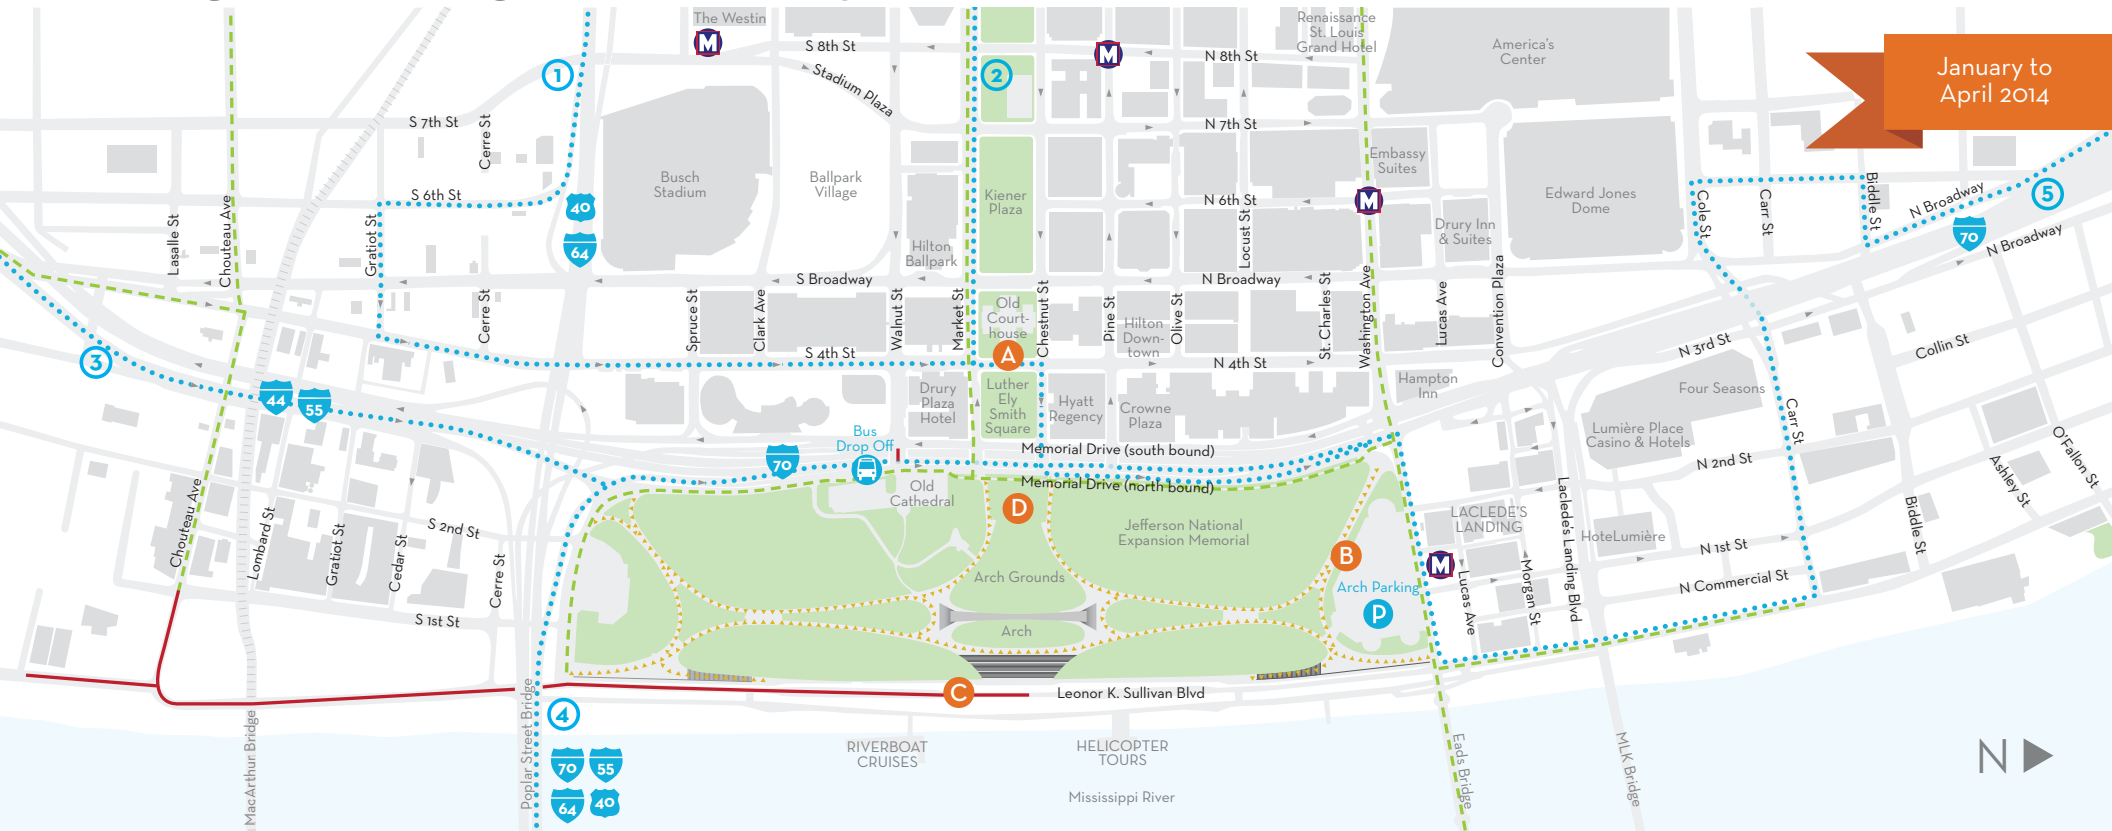 The Westin
M
S 8th St
Stadium Plaza
1
2
M
N 8th St
Renaissance
St. Louis
Grand Hotel
America's
Center
January to
April 2014
S 7th St
Cerre St
N 7th St
Embassy
Suites
Busch
Stadium
Ballpark
Village
Kiener
Plaza
S 6th St
40
64
N 6th St
M
Locust St
Drury Inn
& Suites
Edward Jones
Dome
Cole St
Carr St
Biddle St
N Broadway
5
70
N Broadway
Lasalle St
Chouteau Ave
Gratiot St
Hilton
Ballpark
S Broadway
N Broadway
Cerre St
Spruce St
Clark Ave
Walnut St
Market St
Old
Court-
house
A
Chestnut St
Pine St
Hilton
Down-
town
Olive St
St. Charles St
Washington Ave
Lucas Ave
Convention Plaza
S 4th St
N 4th St
N 3rd St
Collin St
3
44
55
Drury
Plaza
Hotel
Luther
Ely
Smith
Square
Hyatt
Regency
Crowne
Plaza
Hampton
Inn
Four Seasons
Lumière Place
Casino & Hotels
Carr St
O'Fallon St
Bus
Drop Off
70
Memorial Drive (south bound)
Memorial Drive (north bound)
Old
Cathedral
D
Jefferson National
Expansion Memorial
N 2nd St
Ashley St
Biddle St
LACLEDE'S
LANDING
Laclede's Landing Blvd
HoteLumière
N 1st St
N Commercial St
Chouteau Ave
Lombard St
Gratiot St
Cedar St
S 2nd St
Cerre St
S 1st St
Arch Grounds
Arch
B
Arch Parking
P
M
Lucas Ave
Morgan St
C
Leonor K. Sullivan Blvd
4
70
55
64
40
MacArthur Bridge
Poplar Street Bridge
RIVERBOAT
CRUISES
HELICOPTER
TOURS
Mississippi River
Eads Bridge
MLK Bridge
N